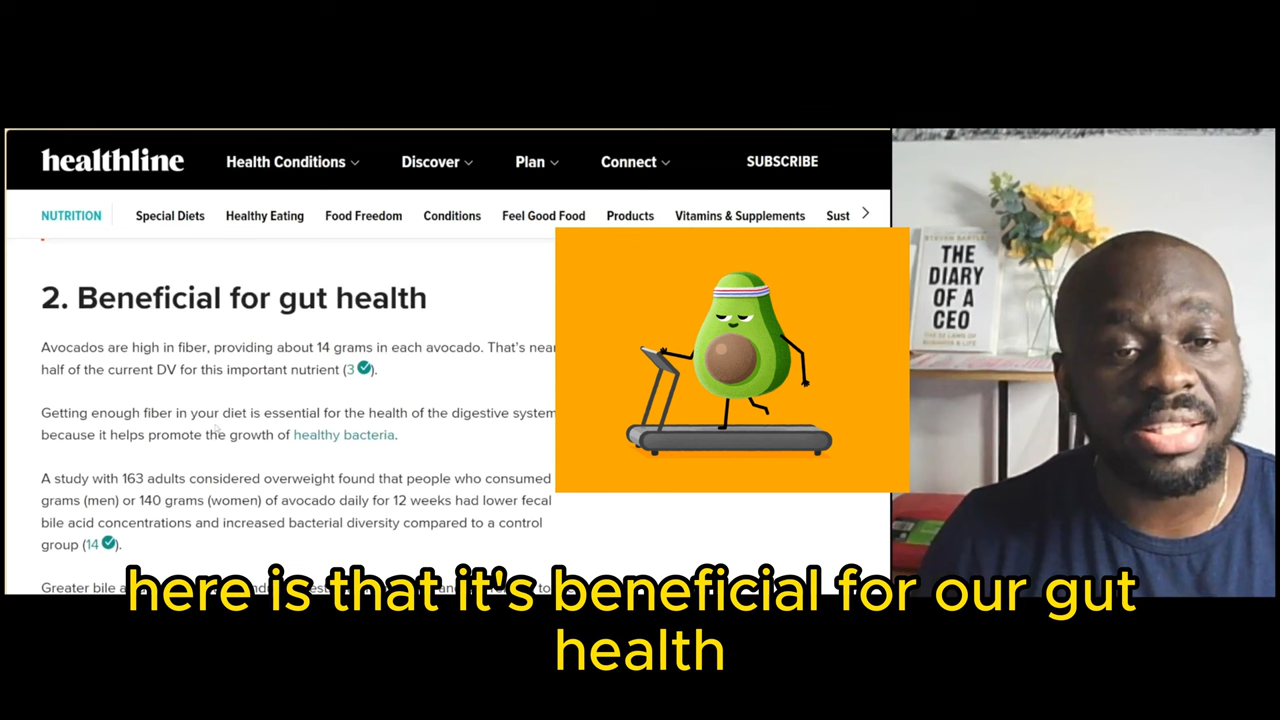 healthline
Health Conditions
Discover
Plan
Connect
SUBSCRIBE
NUTRITION
Special Diets
Healthy Eating
Food Freedom
Conditions
Feel Good Food
Products
Vitamins & Supplements
Sust
2. Beneficial for gut health
Avocados are high in fiber, providing about 14 grams in each avocado. That's near
half of the current DV for this important nutrient (3).
Getting enough fiber in your diet is essential for the health of the digestive system
because it helps promote the growth of healthy bacteria.
A study with 163 adults considered overweight found that people who consumed
grams (men) or 140 grams (women) of avocado daily for 12 weeks had lower fecal
bile acid concentrations and increased bacterial diversity compared to a control
group (14).
Greater bile
STEVEN BARTLETT
THE
DIARY
OF A
CEO
here is that it's beneficial for our gut
health